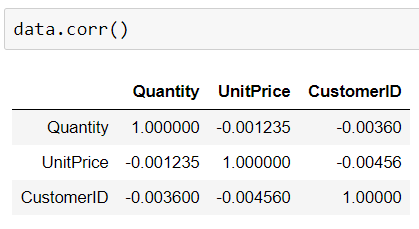 data.corr()
Quantity UnitPrice CustomerID
Quantity 1.000000 -0.001235 -0.00360
UnitPrice -0.001235 1.000000 -0.00456
CustomerID -0.003600 -0.004560 1.00000